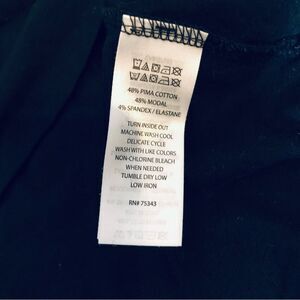 48% PIMA COTTON
48% MODAL
4% SPANDEX / ELASTANE
TURN INSIDE OUT
MACHINE WASH COOL
DELICATE CYCLE
WASH WITH LIKE COLORS
NON-CHLORINE BLEACH
WHEN NEEDED
TUMBLE DRY LOW
LOW IRON
RN# 75343